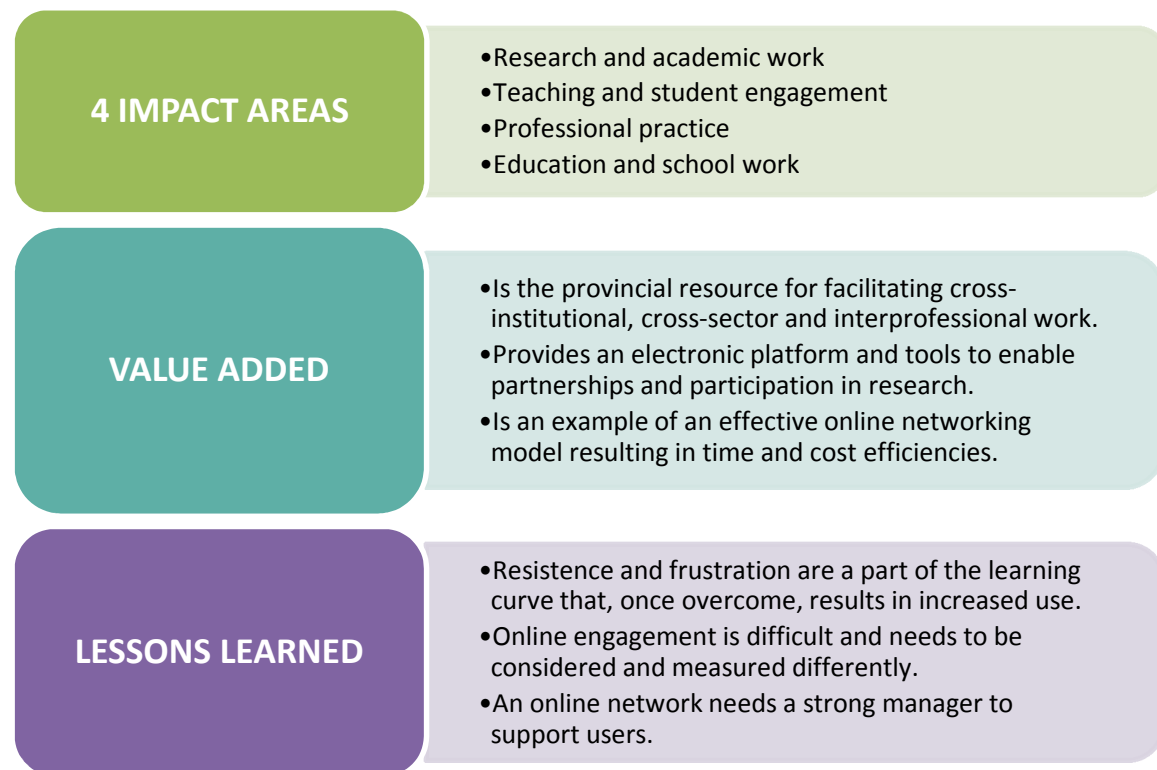 4 IMPACT AREAS
•Research and academic work
•Teaching and student engagement
•Professional practice
•Education and school work
VALUE ADDED
•Is the provincial resource for facilitating cross-
institutional, cross-sector and interprofessional work.
•Provides an electronic platform and tools to enable
partnerships and participation in research.
•Is an example of an effective online networking
model resulting in time and cost efficiencies.
LESSONS LEARNED
•Resistence and frustration are a part of the learning
curve that, once overcome, results in increased use.
•Online engagement is difficult and needs to be
considered and measured differently.
•An online network needs a strong manager to
support users.